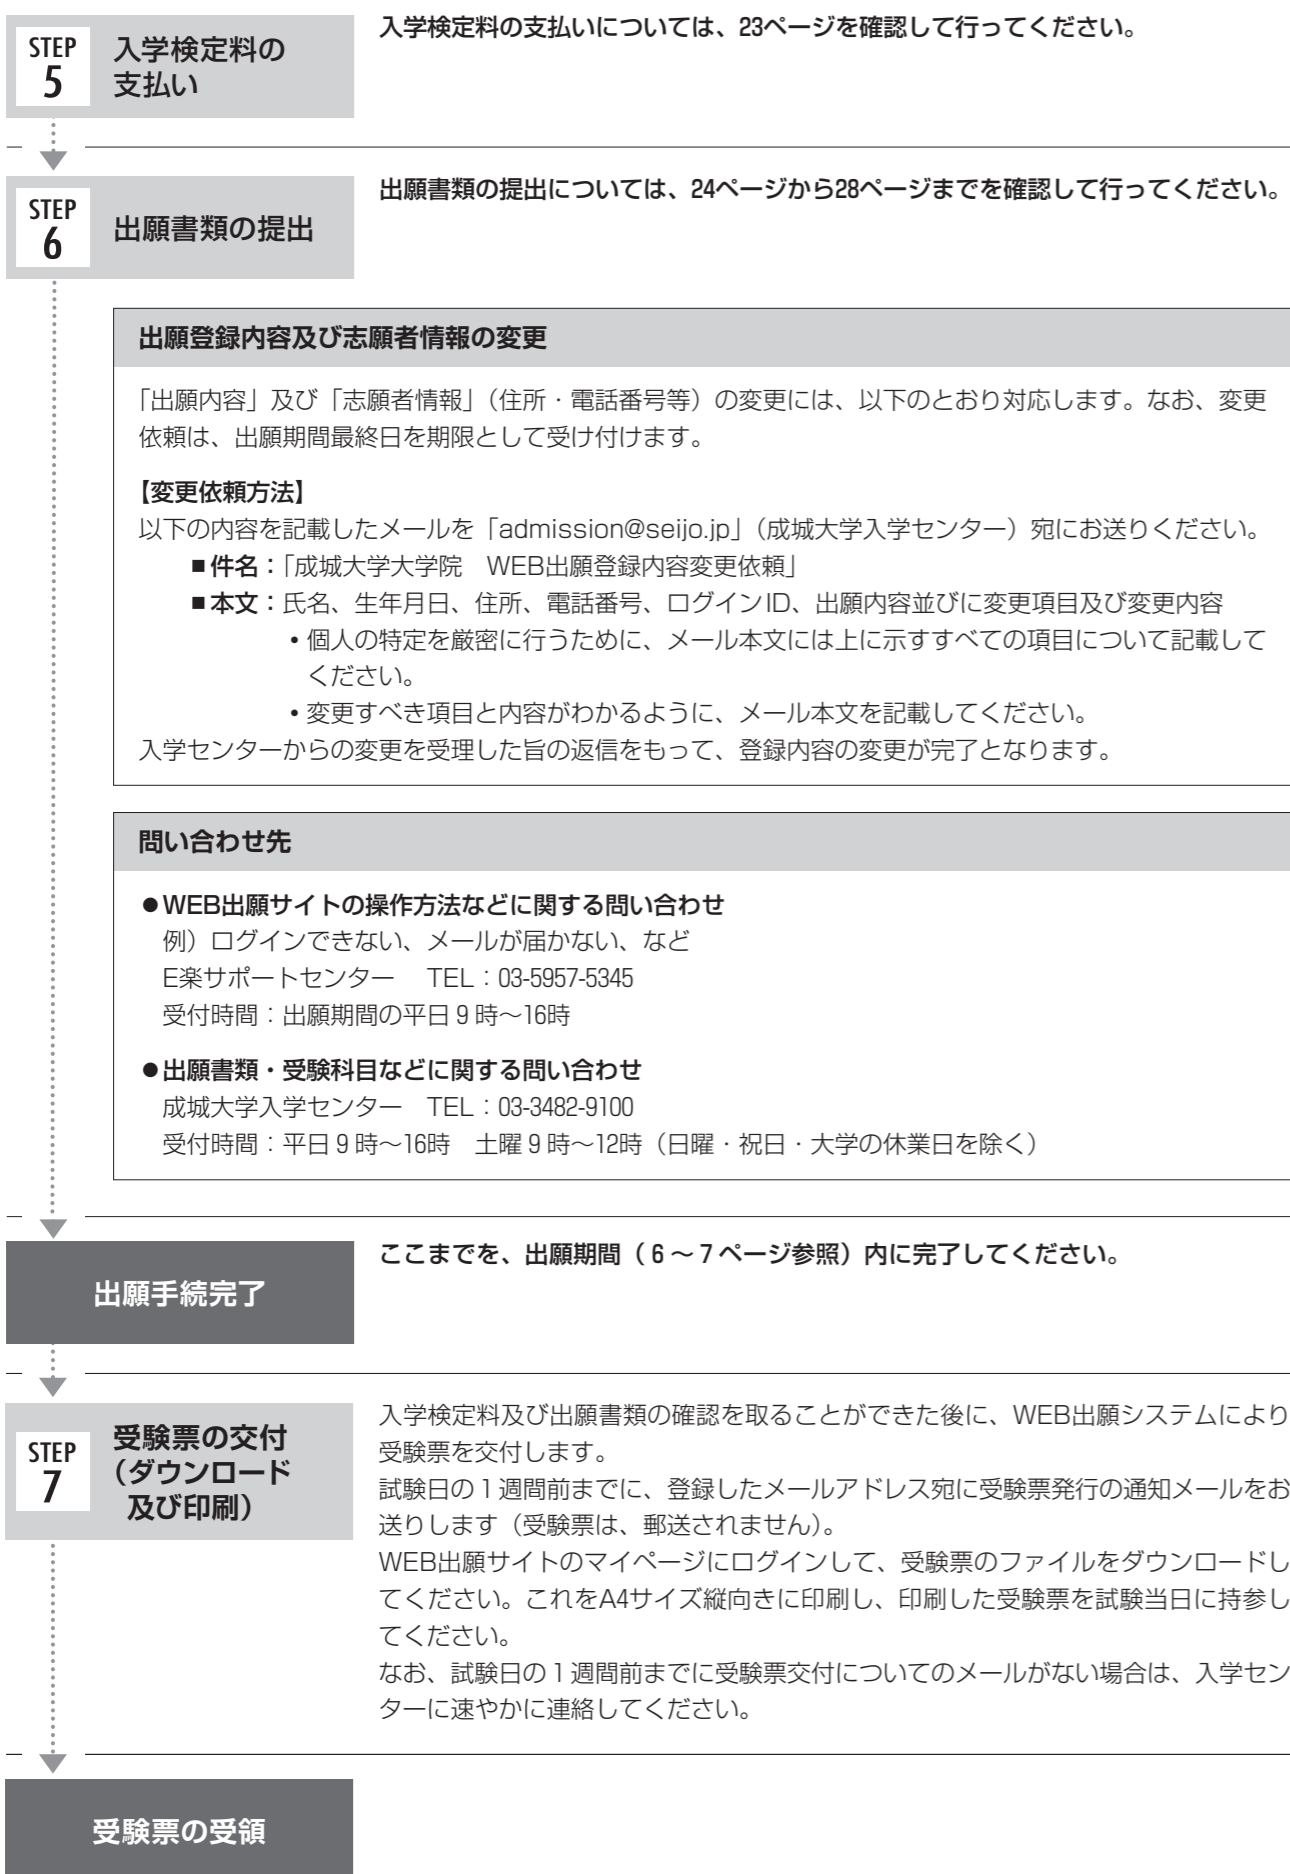 STEP
5
入学検定料の
支払い
入学検定料の支払いについては、23ページを確認して行ってください。
STEP
6
出願書類の提出
出願書類の提出については、24ページから28ページまでを確認して行ってください。
出願登録内容及び志願者情報の変更
「出願内容」及び「志願者情報」（住所・電話番号等）の変更には、以下のとおり対応します。なお、変更
依頼は、出願期間最終日を期限として受け付けます。
【変更依頼方法】
以下の内容を記載したメールを「admission@seijo.jp」（成城大学入学センター）宛にお送りください。
■件名：「成城大学大学院　WEB出願登録内容変更依頼」
■本文：氏名、生年月日、住所、電話番号、ログインID、出願内容並びに変更項目及び変更内容
•個人の特定を厳密に行うために、メール本文には上に示すすべての項目について記載して
ください。
•変更すべき項目と内容がわかるように、メール本文を記載してください。
入学センターからの変更を受理した旨の返信をもって、登録内容の変更が完了となります。
問い合わせ先
●WEB出願サイトの操作方法などに関する問い合わせ
例）ログインできない、メールが届かない、など
E楽サポートセンター　TEL：03-5957-5345
受付時間：出願期間の平日９時～16時
●出願書類・受験科目などに関する問い合わせ
成城大学入学センター　TEL：03-3482-9100
受付時間：平日９時～16時　土曜９時～12時（日曜・祝日・大学の休業日を除く）
出願手続完了
ここまでを、出願期間（６～７ページ参照）内に完了してください。
STEP
7
受験票の交付
（ダウンロード
及び印刷）
入学検定料及び出願書類の確認を取ることができた後に、WEB出願システムにより
受験票を交付します。
試験日の１週間前までに、登録したメールアドレス宛に受験票発行の通知メールをお
送りします（受験票は、郵送されません）。
WEB出願サイトのマイページにログインして、受験票のファイルをダウンロードし
てください。これをA4サイズ縦向きに印刷し、印刷した受験票を試験当日に持参し
てください。
なお、試験日の１週間前までに受験票交付についてのメールがない場合は、入学セン
ターに速やかに連絡してください。
受験票の受領